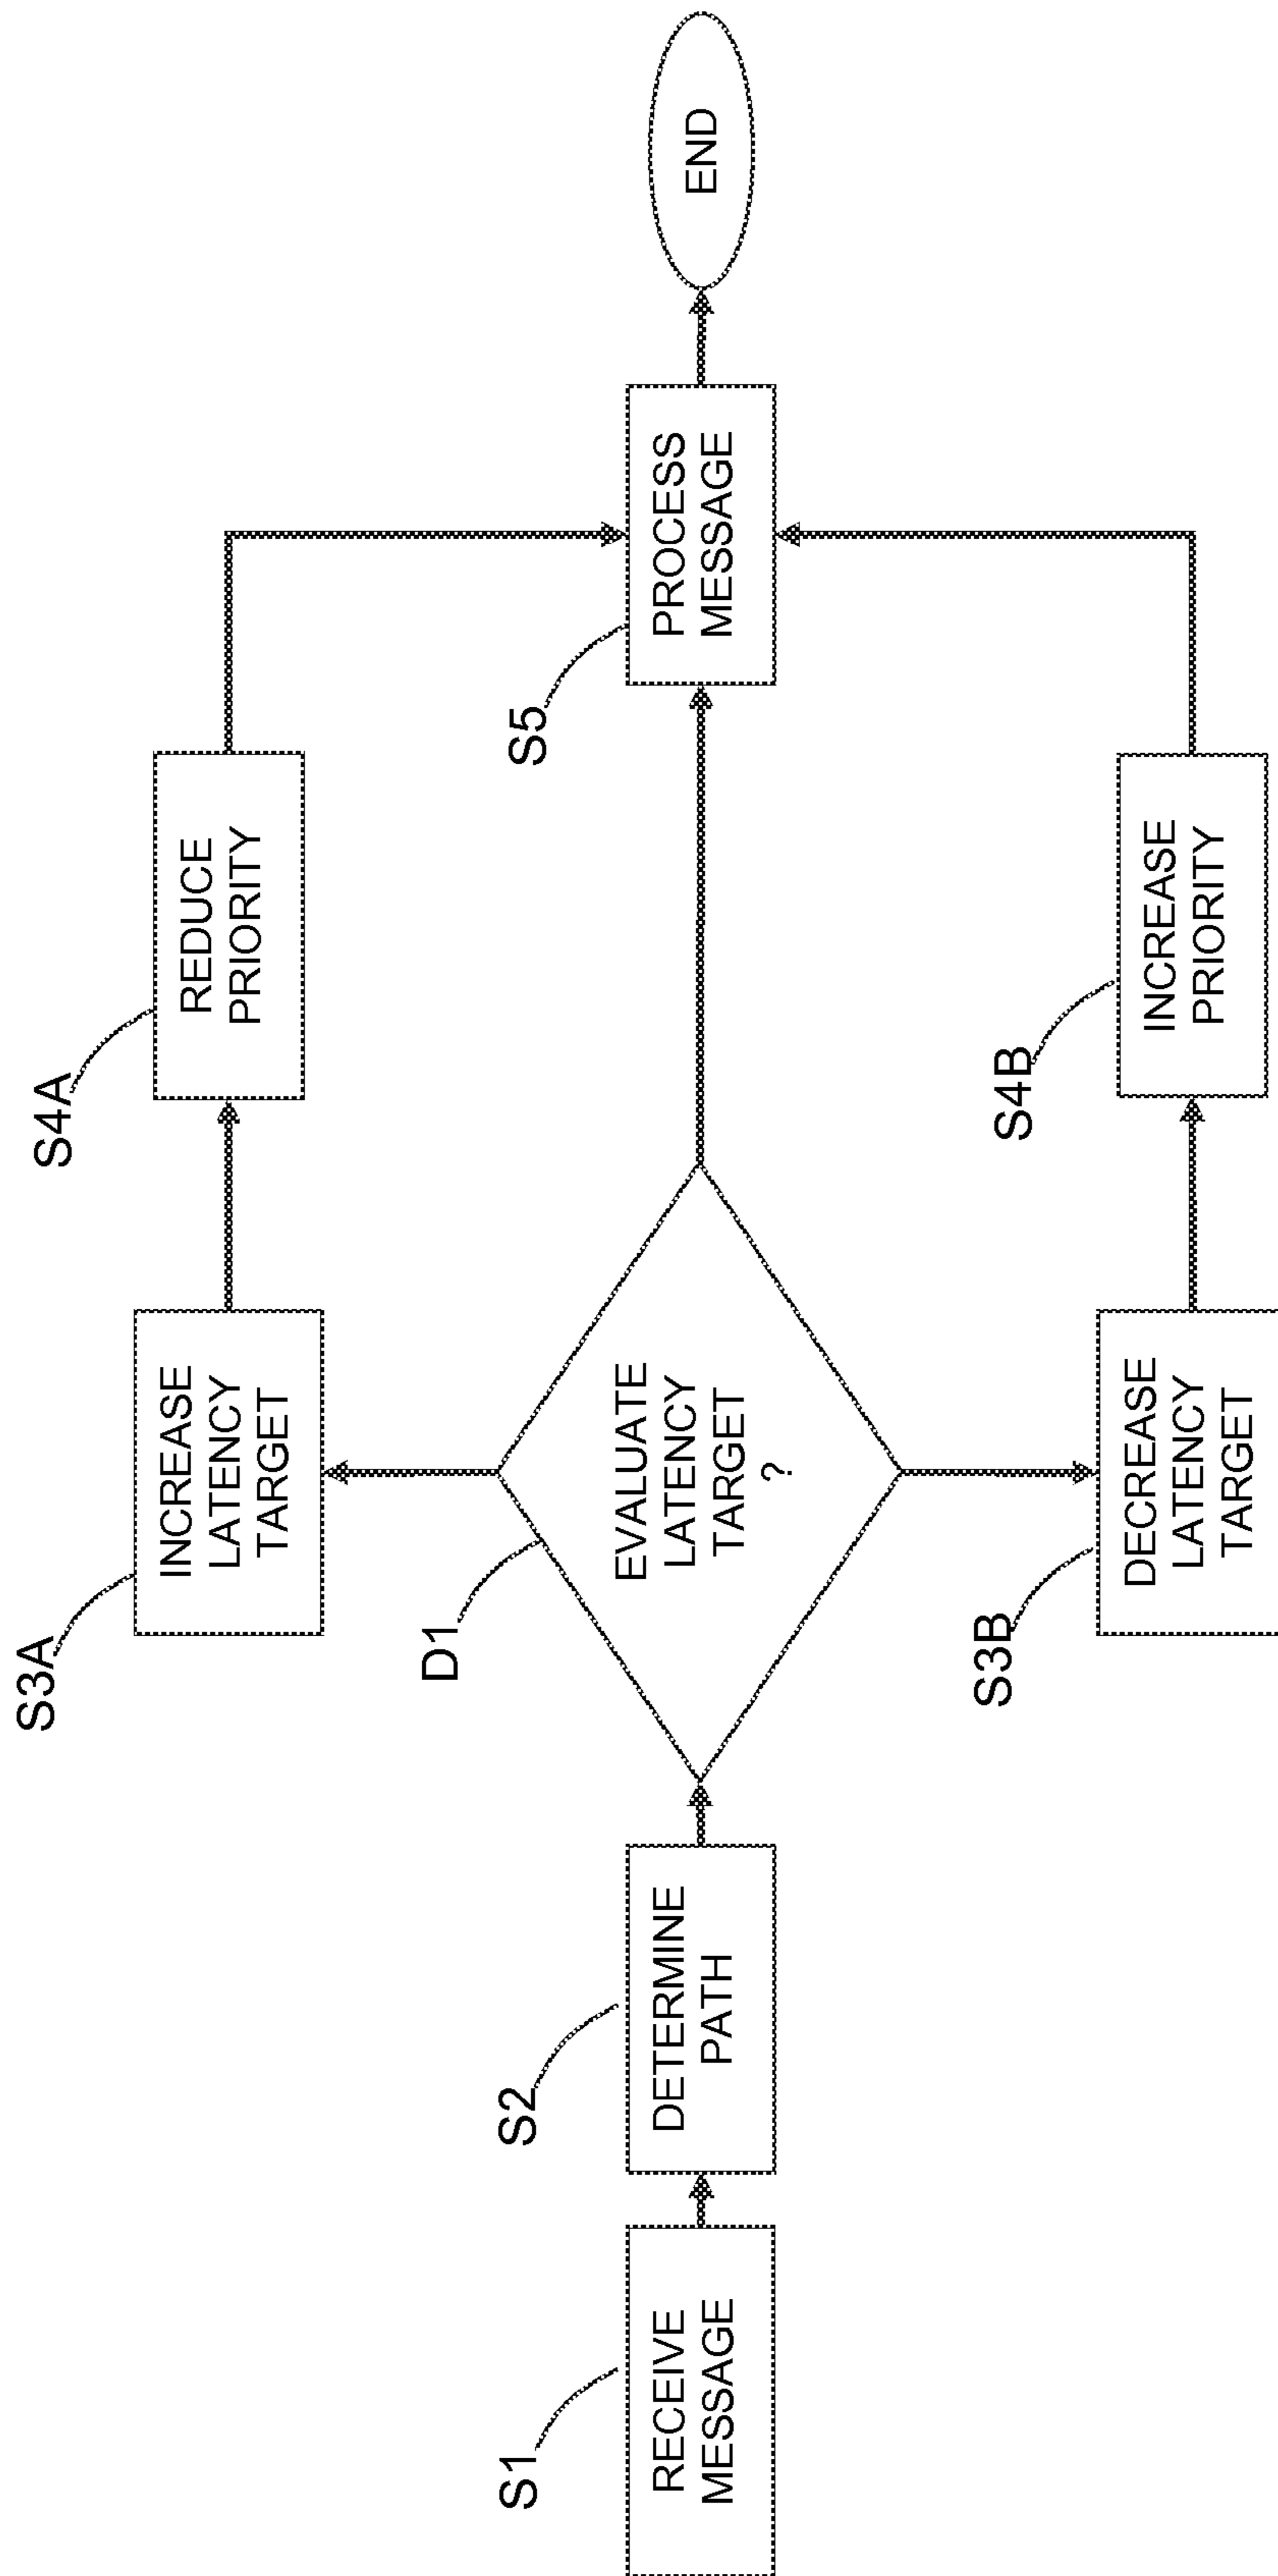 S1
RECEIVE
MESSAGE
S2
DETERMINE
PATH
D1
EVALUATE
LATENCY
TARGET
?
S3A
INCREASE
LATENCY
TARGET
S4A
REDUCE
PRIORITY
S3B
DECREASE
LATENCY
TARGET
S4B
INCREASE
PRIORITY
S5
PROCESS
MESSAGE
END